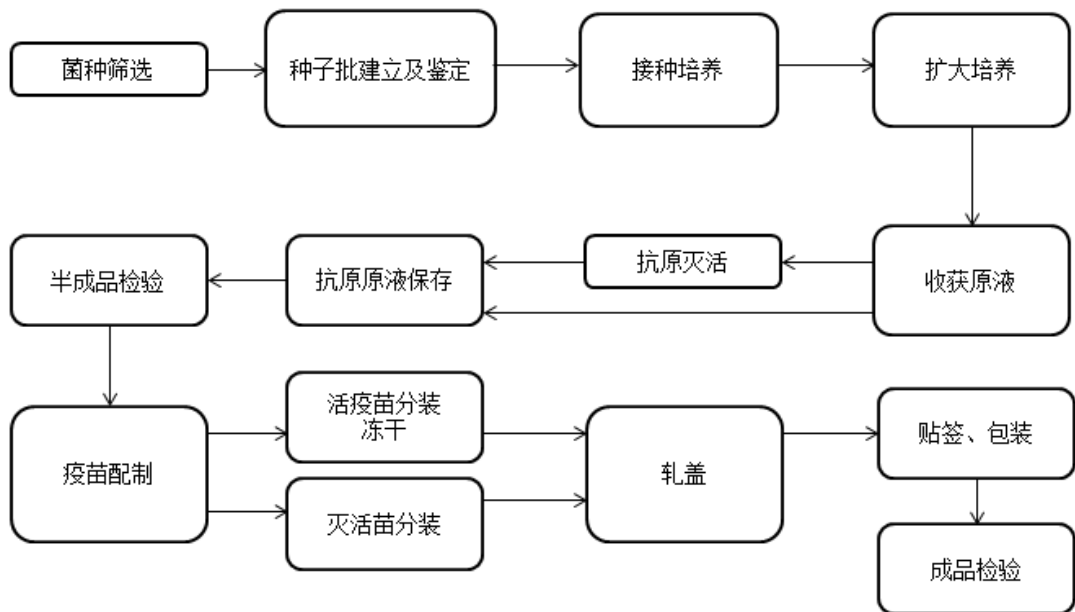 菌种筛选
种子批建立及鉴定
接种培养
扩大培养
收获原液
抗原灭活
抗原原液保存
半成品检验
疫苗配制
活疫苗分装
冻干
灭活苗分装
轧盖
贴签、包装
成品检验